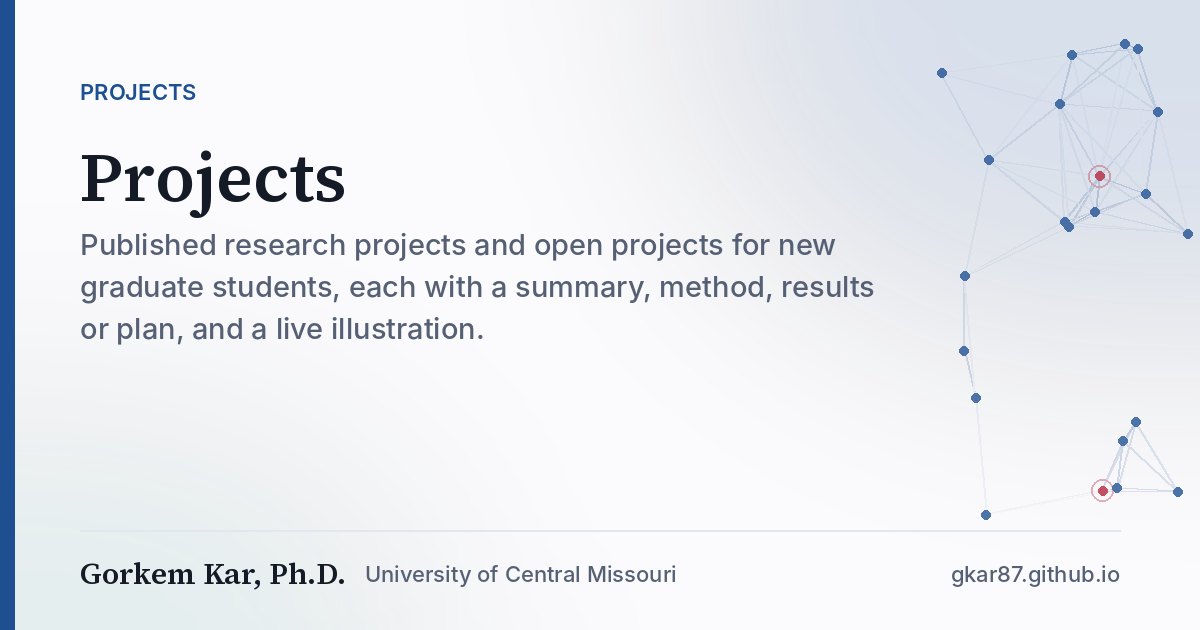 PROJECTS
Projects
Published research projects and open projects for new
graduate students, each with a summary, method, results
or plan, and a live illustration.
Gorkem Kar, Ph.D. University of Central Missouri gkar87.github.io